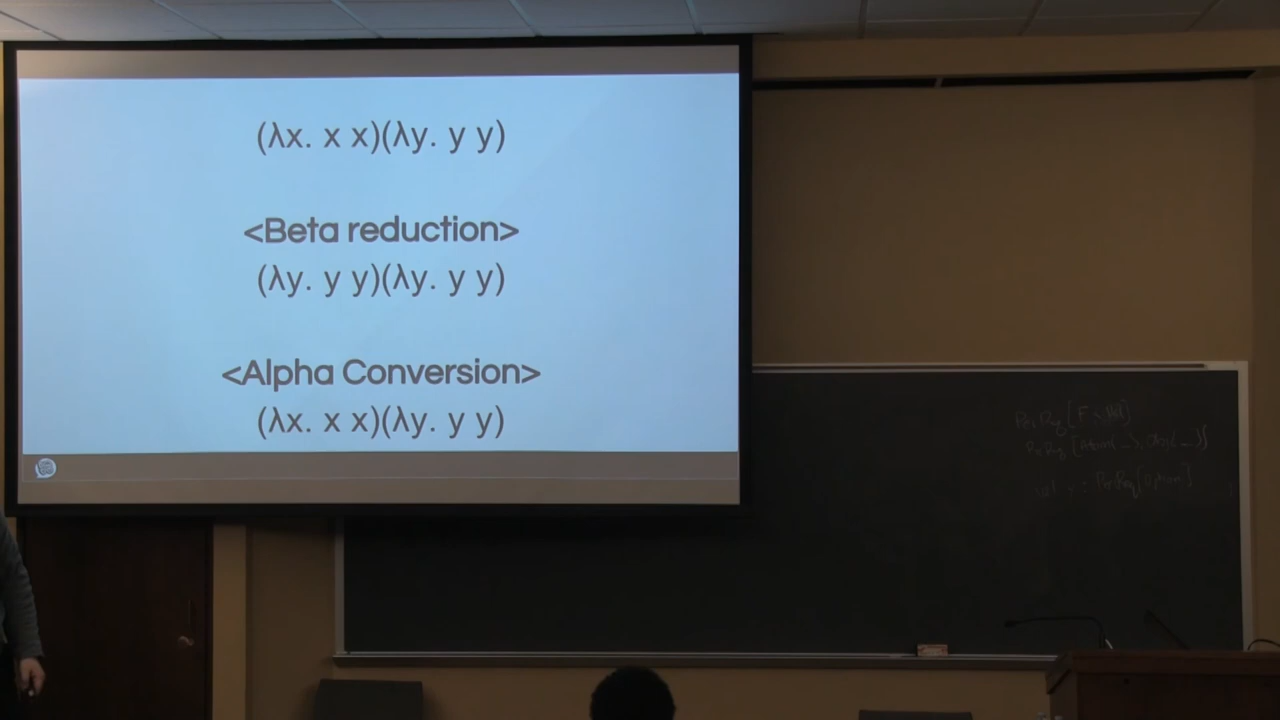 (λx. x x)(λy. y y)
<Beta reduction>
(λy. y y)(λy. y y)
<Alpha Conversion>
(λx. x x)(λy. y y)